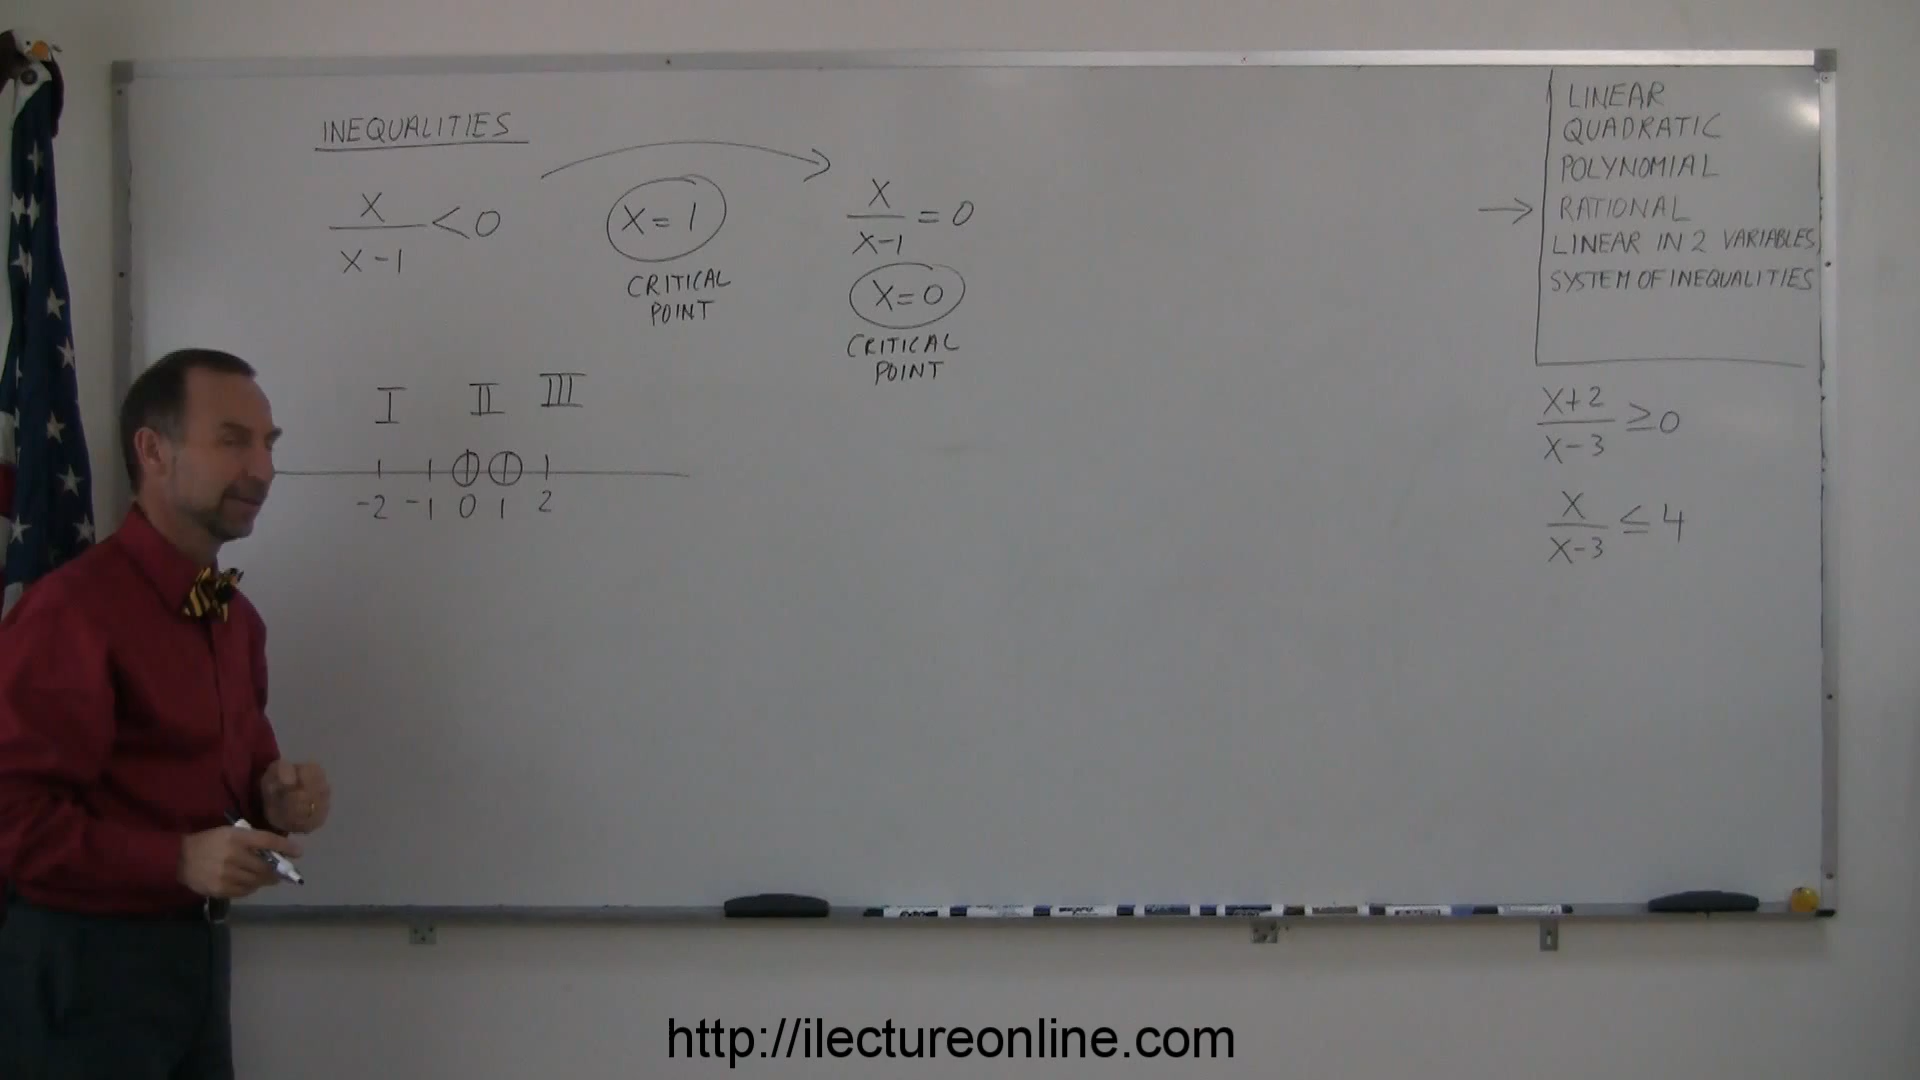 INEQUALITIES
x/(x-1) < 0
x = 1
CRITICAL
POINT
x/(x-1) = 0
x = 0
CRITICAL
POINT
I II III
-2 -1 0 1 2
LINEAR
QUADRATIC
POLYNOMIAL
→ RATIONAL
LINEAR IN 2 VARIABLES
SYSTEM OF INEQUALITIES
(x+2)/(x-3) ≥ 0
x/(x-3) ≤ 4
http://ilectureonline.com